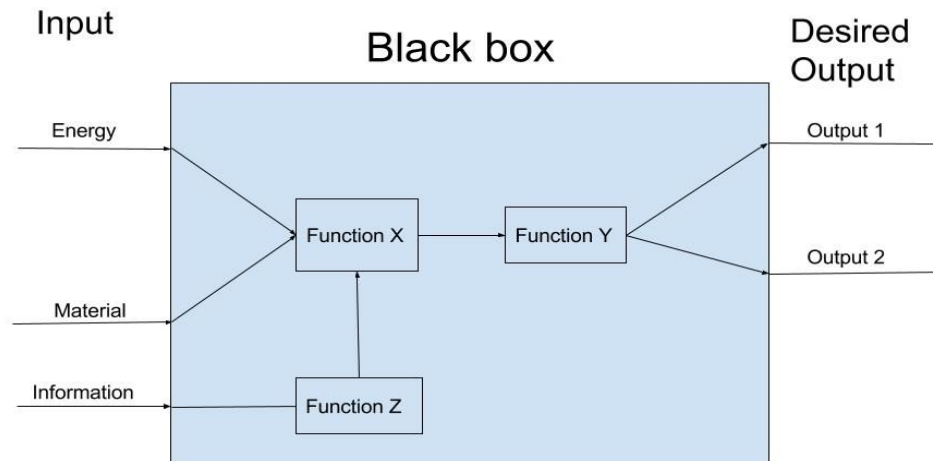 Input
Black box
Desired
Output
Energy
Output 1
Function X
Function Y
Output 2
Material
Information
Function Z